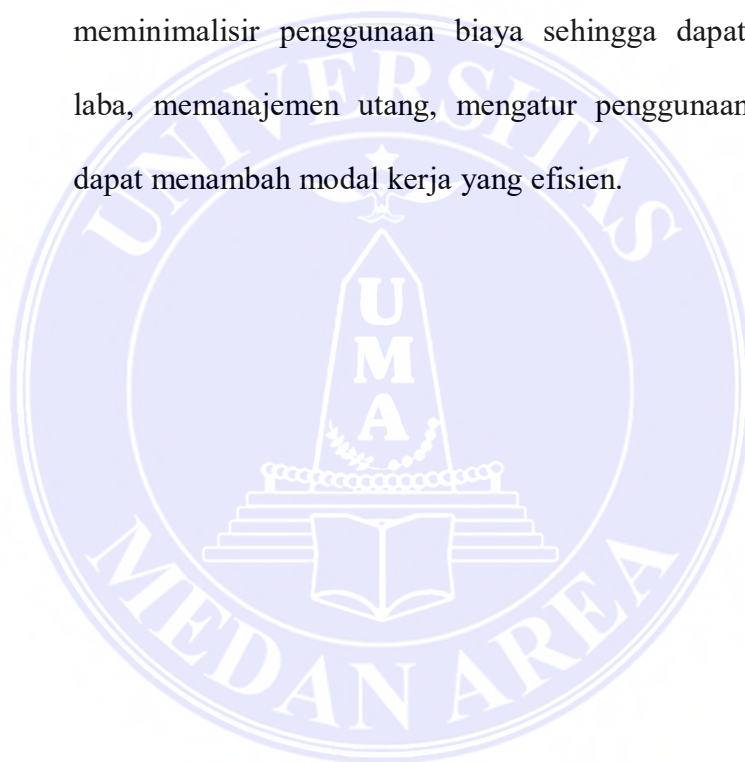 meminimalisir penggunaan biaya sehingga dapat
laba, memanajemen utang, mengatur penggunaan
dapat menambah modal kerja yang efisien.
UNIVERSITAS
UMA
MEDAN AREA